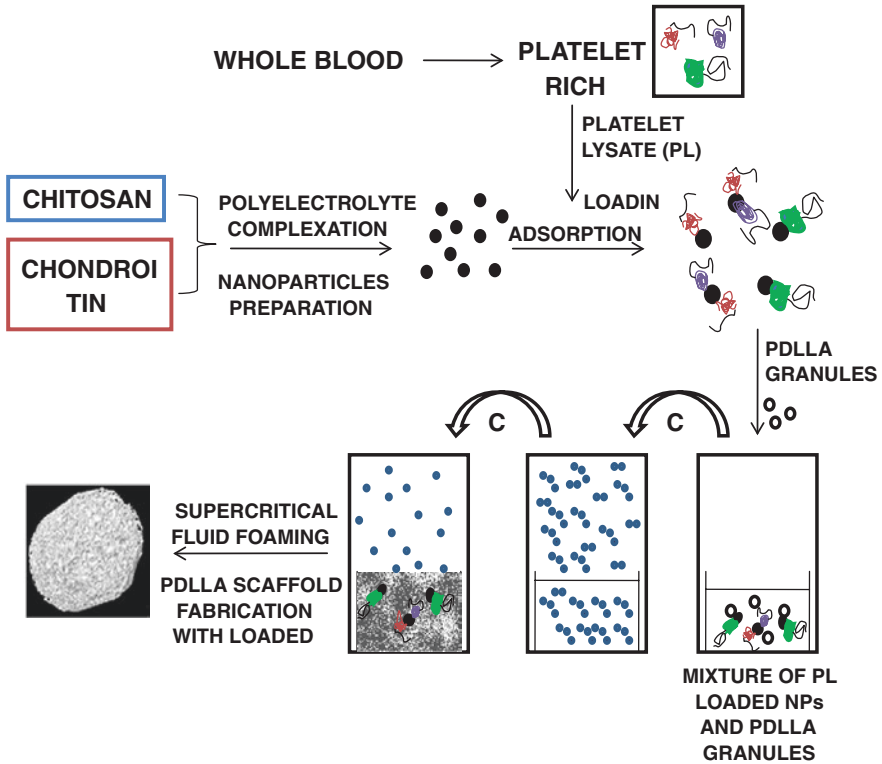 WHOLE BLOOD
PLATELET
RICH
PLATELET
LYSATE (PL)
CHITOSAN
CHONDROI
TIN
POLYELECTROLYTE
COMPLEXATION
NANOPARTICLES
PREPARATION
LOADIN
ADSORPTION
PDLLA
GRANULES
C
C
SUPERCRITICAL
FLUID FOAMING
PDLLA SCAFFOLD
FABRICATION
WITH LOADED
MIXTURE OF PL
LOADED NPs
AND PDLLA
GRANULES